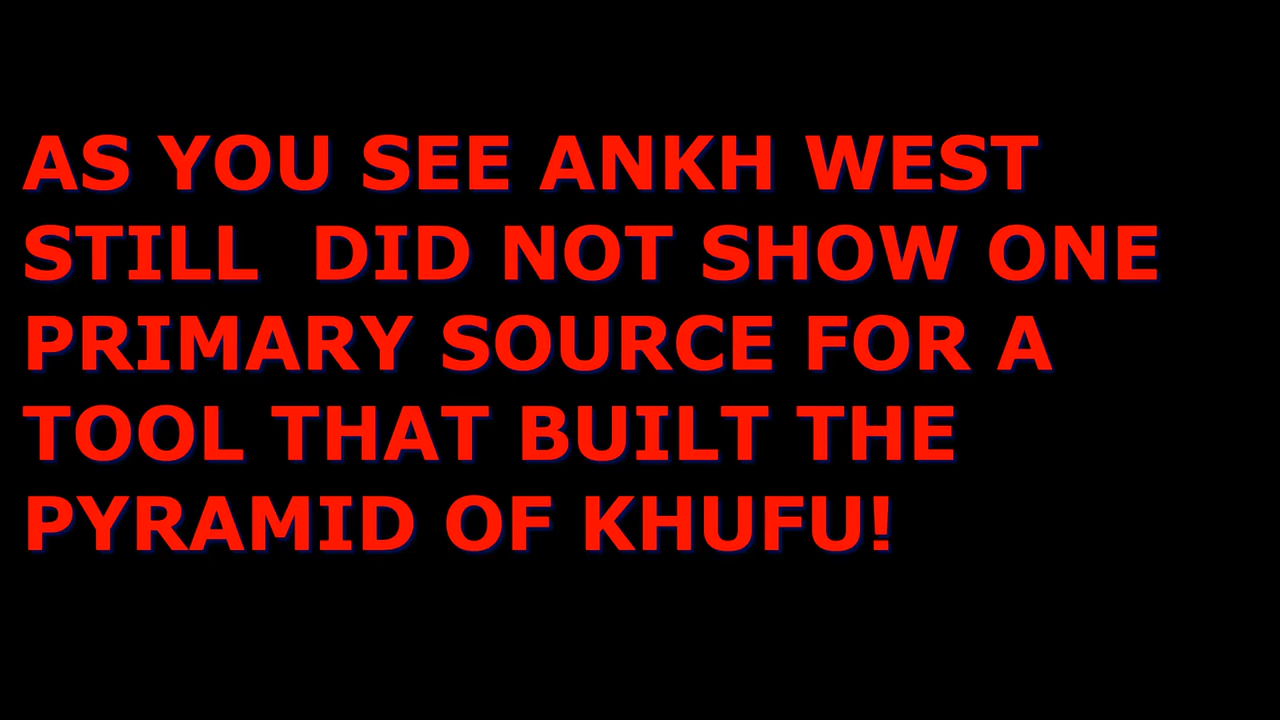 AS YOU SEE ANKH WEST
STILL  DID NOT SHOW ONE
PRIMARY SOURCE FOR A
TOOL THAT BUILT THE
PYRAMID OF KHUFU!